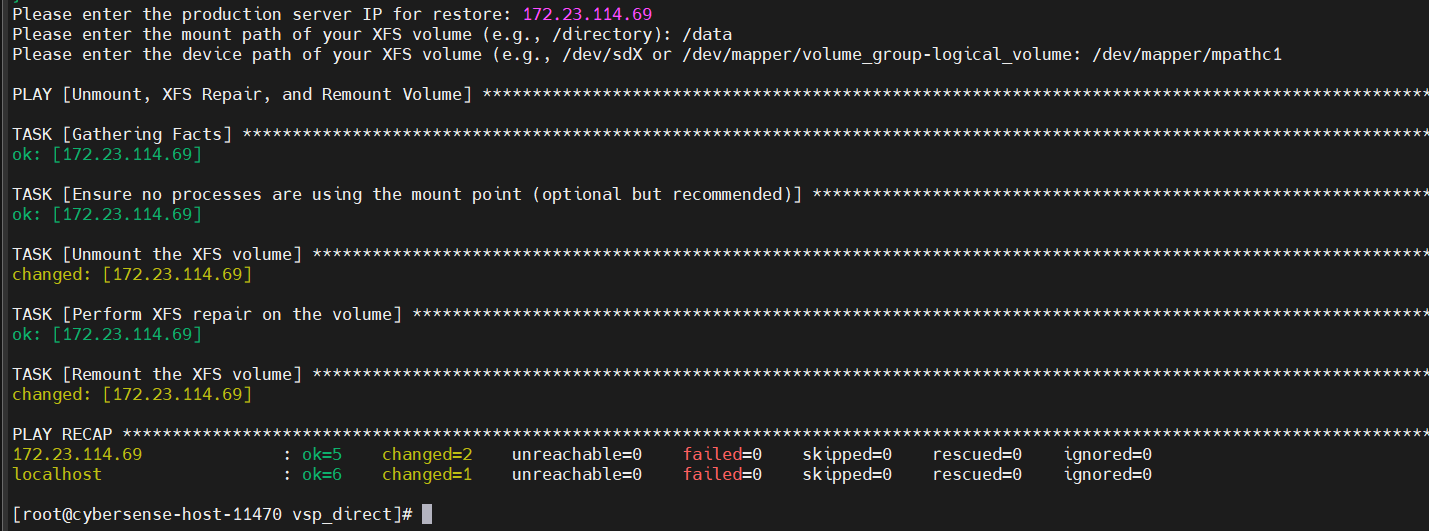 Please enter the production server IP for restore: 172.23.114.69
Please enter the mount path of your XFS volume (e.g., /directory): /data
Please enter the device path of your XFS volume (e.g., /dev/sdX or /dev/mapper/volume_group-logical_volume: /dev/mapper/mpathc1
PLAY [Unmount, XFS Repair, and Remount Volume] ***********************************************************************************************
TASK [Gathering Facts] ***********************************************************************************************************************
ok: [172.23.114.69]
TASK [Ensure no processes are using the mount point (optional but recommended)] **************************************************************
ok: [172.23.114.69]
TASK [Unmount the XFS volume] ****************************************************************************************************************
changed: [172.23.114.69]
TASK [Perform XFS repair on the volume] ******************************************************************************************************
ok: [172.23.114.69]
TASK [Remount the XFS volume] ****************************************************************************************************************
changed: [172.23.114.69]
PLAY RECAP ***********************************************************************************************************************************
172.23.114.69 : ok=5 changed=2 unreachable=0 failed=0 skipped=0 rescued=0 ignored=0
localhost : ok=6 changed=1 unreachable=0 failed=0 skipped=0 rescued=0 ignored=0
[root@cybersense-host-11470 vsp_direct]#